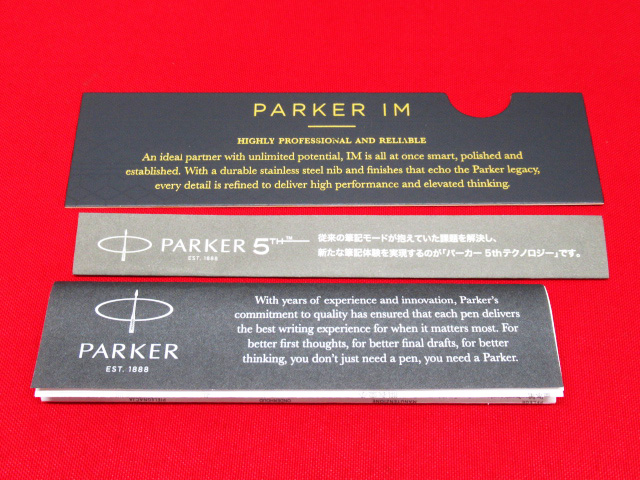 PARKER IM
HIGHLY PROFESSIONAL AND RELIABLE
An ideal partner with unlimited potential, IM is all at once smart, polished and
established. With a durable stainless steel nib and finishes that echo the Parker legacy,
every detail is refined to deliver high performance and elevated thinking.
PARKER 5TH™
EST. 1888
従来の筆記モードが抱えていた課題を解決し、
新たな筆記体験を実現するのが「パーカー 5thテクノロジー」です。
PARKER
EST. 1888
With years of experience and innovation, Parker's
commitment to quality has ensured that each pen delivers
the best writing experience for when it matters most. For
better first thoughts, for better final drafts, for better
thinking, you don't just need a pen, you need a Parker.